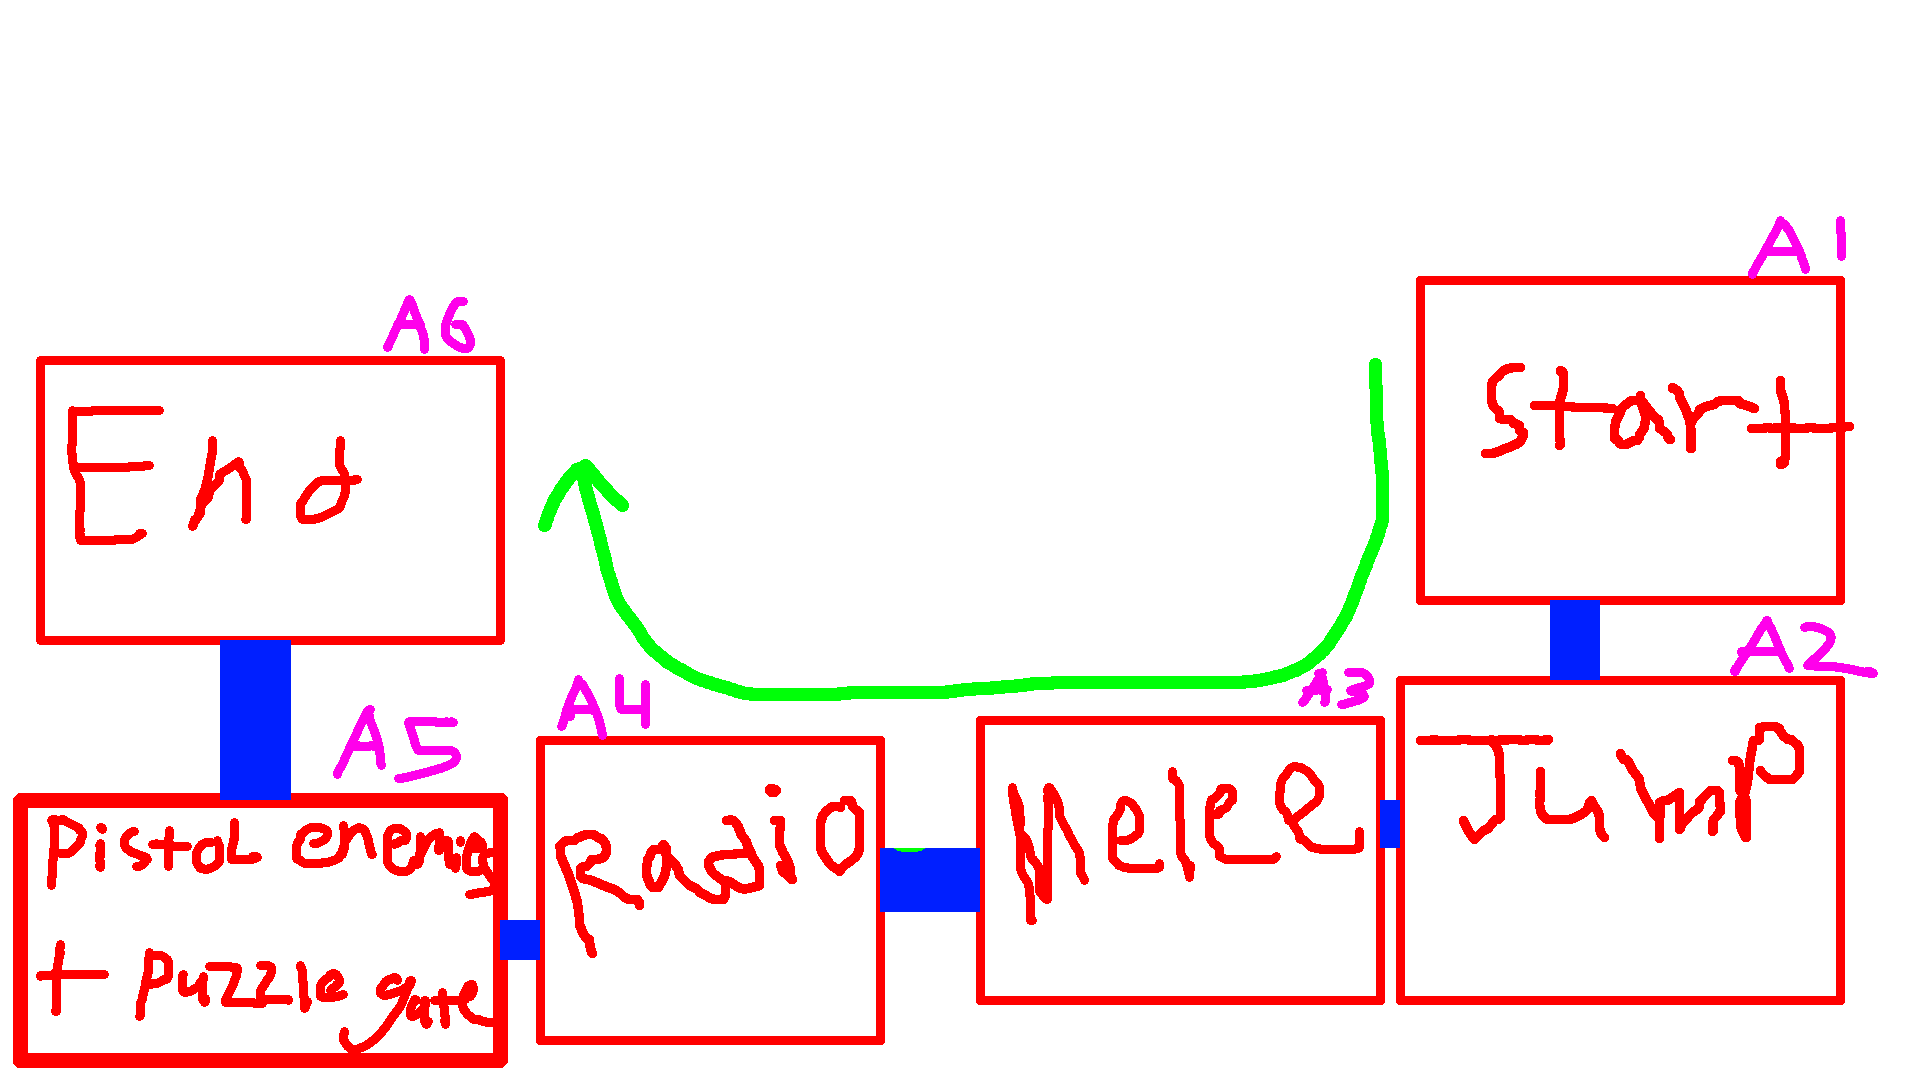 A1
Start
A6
End
A2
Jump
A3
Melee
A4
Radio
A5
Pistol enemies
+ Puzzle gate